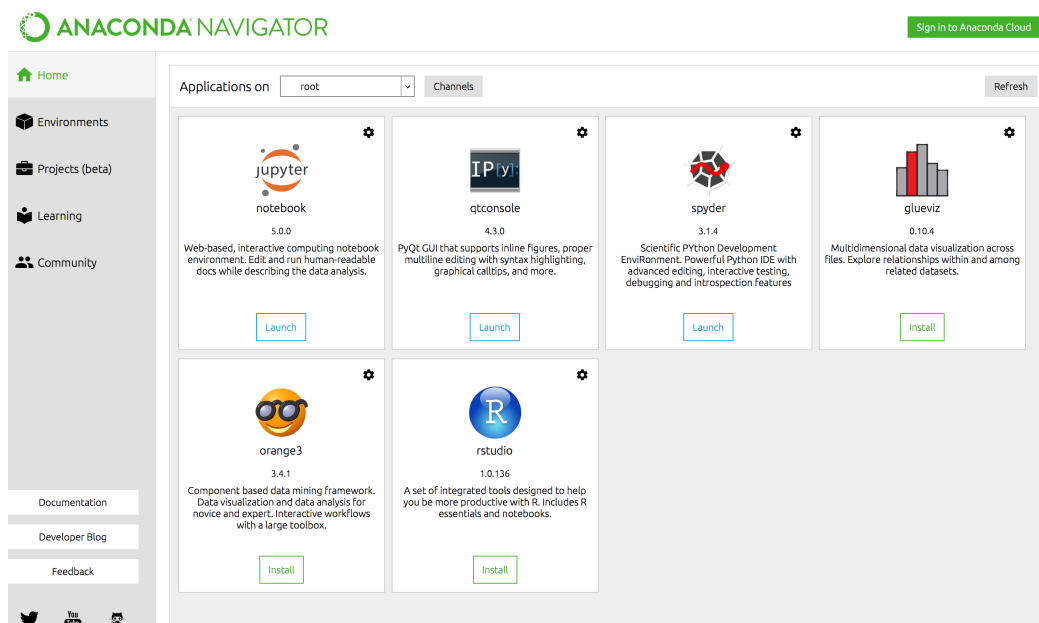 ANACONDA NAVIGATOR
Sign in to Anaconda Cloud
Home
Environments
Projects (beta)
Learning
Community
Documentation
Developer Blog
Feedback
You
Tube
Applications on
root
Channels
Refresh
jupyter
notebook
5.0.0
Web-based, interactive computing notebook
environment. Edit and run human-readable
docs while describing the data analysis.
Launch
IP[y]:
qtconsole
4.3.0
PyQt GUI that supports inline figures, proper
multiline editing with syntax highlighting,
graphical calltips, and more.
Launch
spyder
3.1.4
Scientific PYthon Development
EnviRonment. Powerful Python IDE with
advanced editing, interactive testing,
debugging and introspection features
Launch
glueviz
0.10.4
Multidimensional data visualization across
files. Explore relationships within and among
related datasets.
Install
orange3
3.4.1
Component based data mining framework.
Data visualization and data analysis for
novice and expert. Interactive workflows
with a large toolbox.
Install
R
rstudio
1.0.136
A set of integrated tools designed to help
you be more productive with R. Includes R
essentials and notebooks.
Install